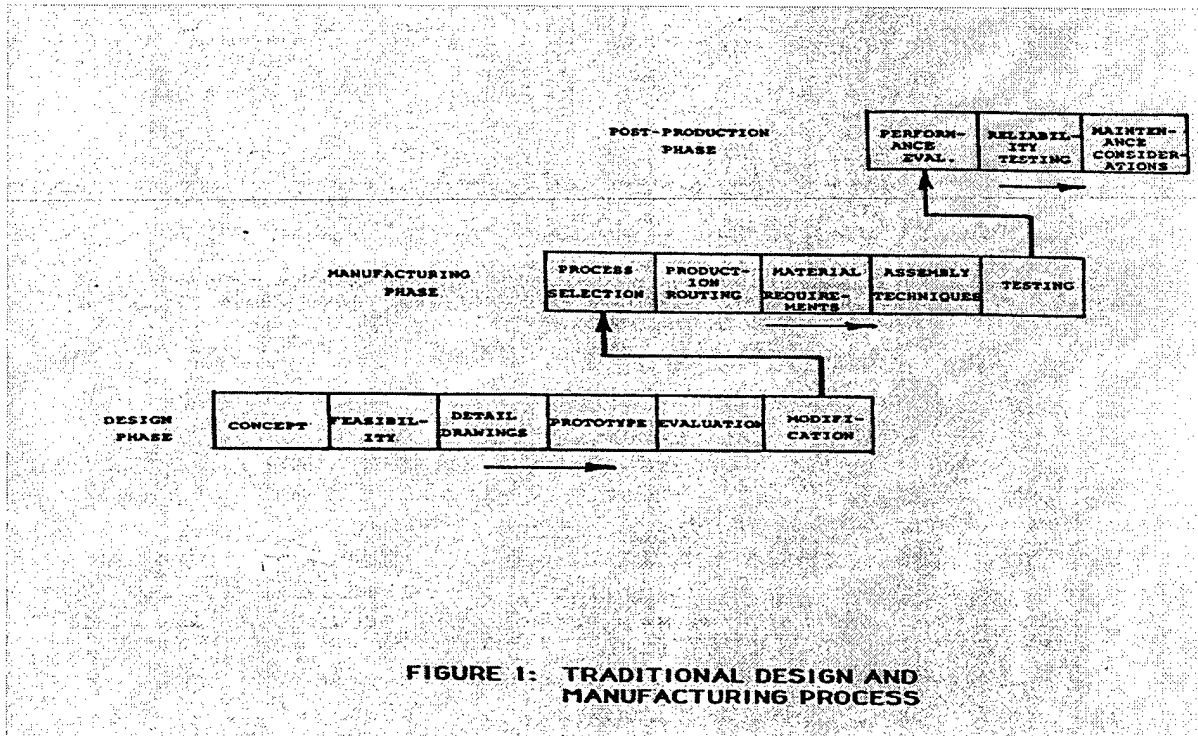 POST-PRODUCTION
PHASE
PERFORM-
ANCE
EVAL.
RELIABIL-
ITY
TESTING
MAINTEN-
ANCE
CONSIDER-
ATIONS
MANUFACTURING
PHASE
PROCESS
SELECTION
PRODUCT-
ION
ROUTING
MATERIAL
REQUIRE-
MENTS
ASSEMBLY
TECHNIQUES
TESTING
DESIGN
PHASE
CONCEPT
FEASIBIL-
ITY
DETAIL
DRAWINGS
PROTOTYPE
EVALUATION
MODIFI-
CATION
FIGURE 1: TRADITIONAL DESIGN AND
MANUFACTURING PROCESS